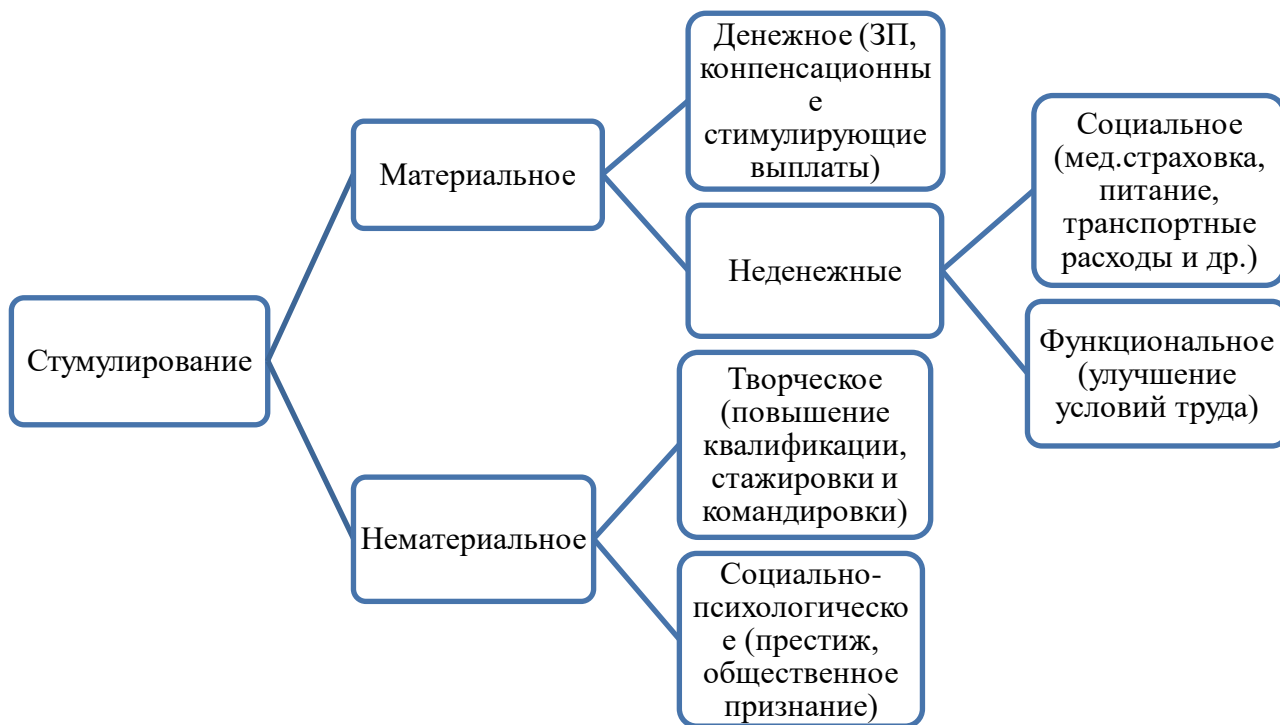 Денежное (ЗП,
конпенсационны
е
стимулирующие
выплаты)
Социальное
(мед.страховка,
питание,
транспортные
расходы и др.)
Материальное
Неденежные
Стумулирование
Функциональное
(улучшение
условий труда)
Творческое
(повышение
квалификации,
стажировки и
командировки)
Нематериальное
Социально-
психологическо
е (престиж,
общественное
признание)